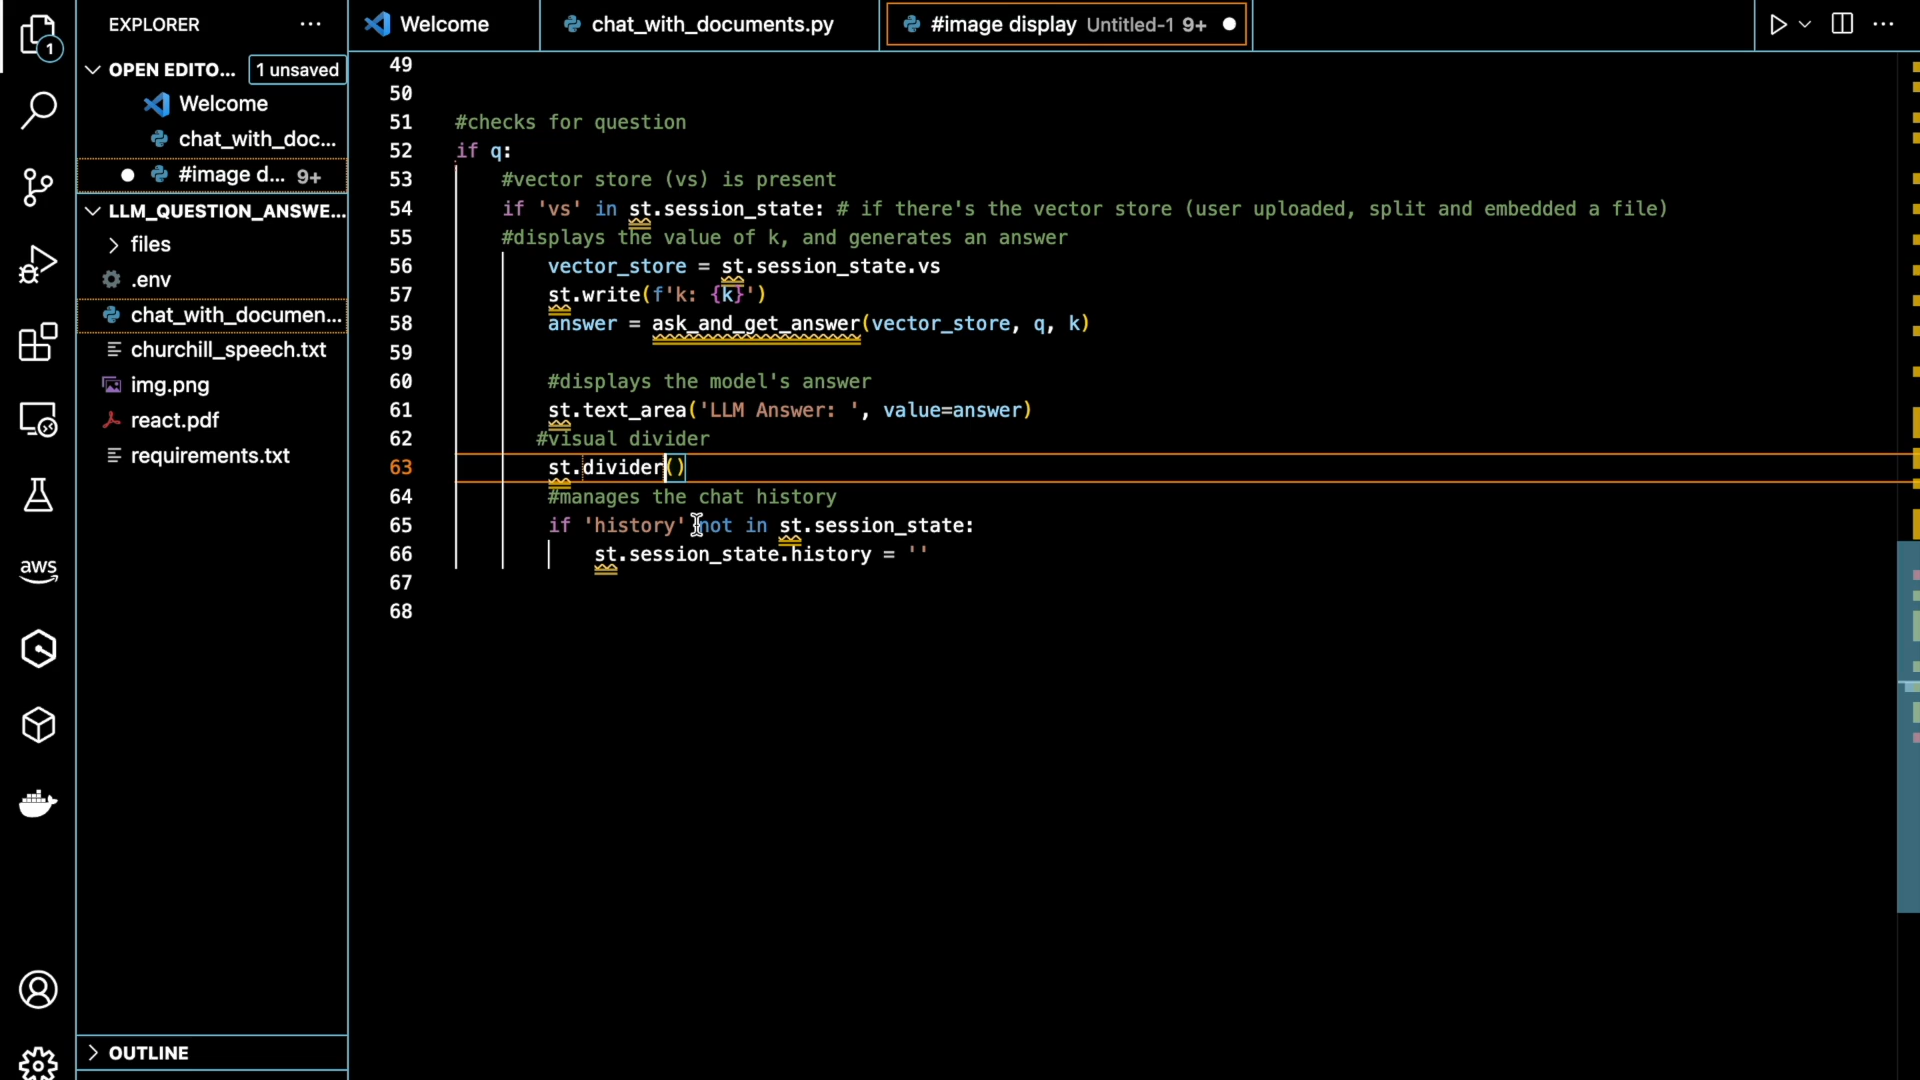 EXPLORER
Welcome
chat_with_documents.py
#image display Untitled-1 9+
1
OPEN EDITO... 1 unsaved
Welcome
chat_with_doc...
#image d... 9+
LLM_QUESTION_ANSWE...
files
.env
chat_with_documen...
churchill_speech.txt
img.png
react.pdf
requirements.txt
aws
OUTLINE
49
50
51 #checks for question
52 if q:
53 #vector store (vs) is present
54 if 'vs' in st.session_state: # if there's the vector store (user uploaded, split and embedded a file)
55 #displays the value of k, and generates an answer
56 vector_store = st.session_state.vs
57 st.write(f'k: {k}')
58 answer = ask_and_get_answer(vector_store, q, k)
59
60 #displays the model's answer
61 st.text_area('LLM Answer: ', value=answer)
62 #visual divider
63 st.divider()
64 #manages the chat history
65 if 'history' not in st.session_state:
66 st.session_state.history = ''
67
68